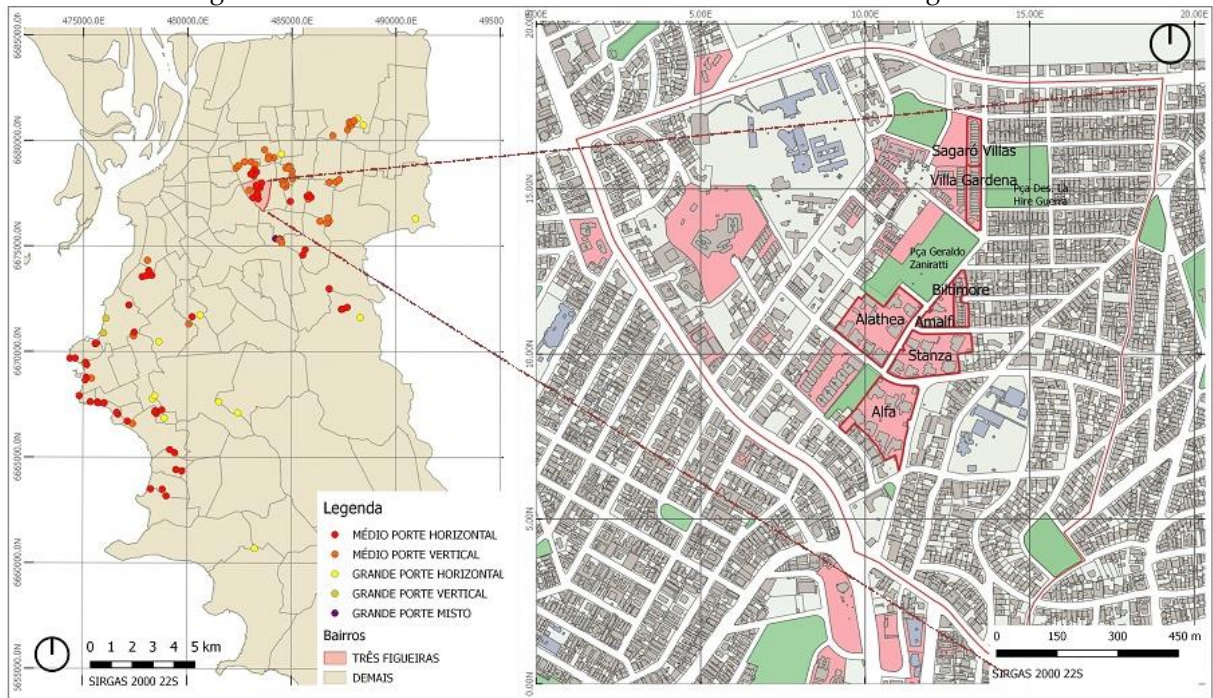 475000.0E 480000.0E 485000.0E 490000.0E 49500
6685000.0N
6680000.0N
6675000.0N
6670000.0N
6665000.0N
6660000.0N
Legenda
MÉDIO PORTE HORIZONTAL
MÉDIO PORTE VERTICAL
GRANDE PORTE HORIZONTAL
GRANDE PORTE VERTICAL
GRANDE PORTE MISTO
Bairros
TRÊS FIGUEIRAS
DEMAIS
0 1 2 3 4 5 km
SIRGAS 2000 22S
5.00E 10.00E 15.00E 20.00E
20.00N
15.00N
10.00N
5.00N
0.00N
Sagaró Villas
Villa Gardena
Pça Des. La
Hire Guerra
Pça Geraldo
Zaniratti
Biltimore
Alathea
Amalfi
Stanza
Alfa
0 150 300 450 m
SIRGAS 2000 22S